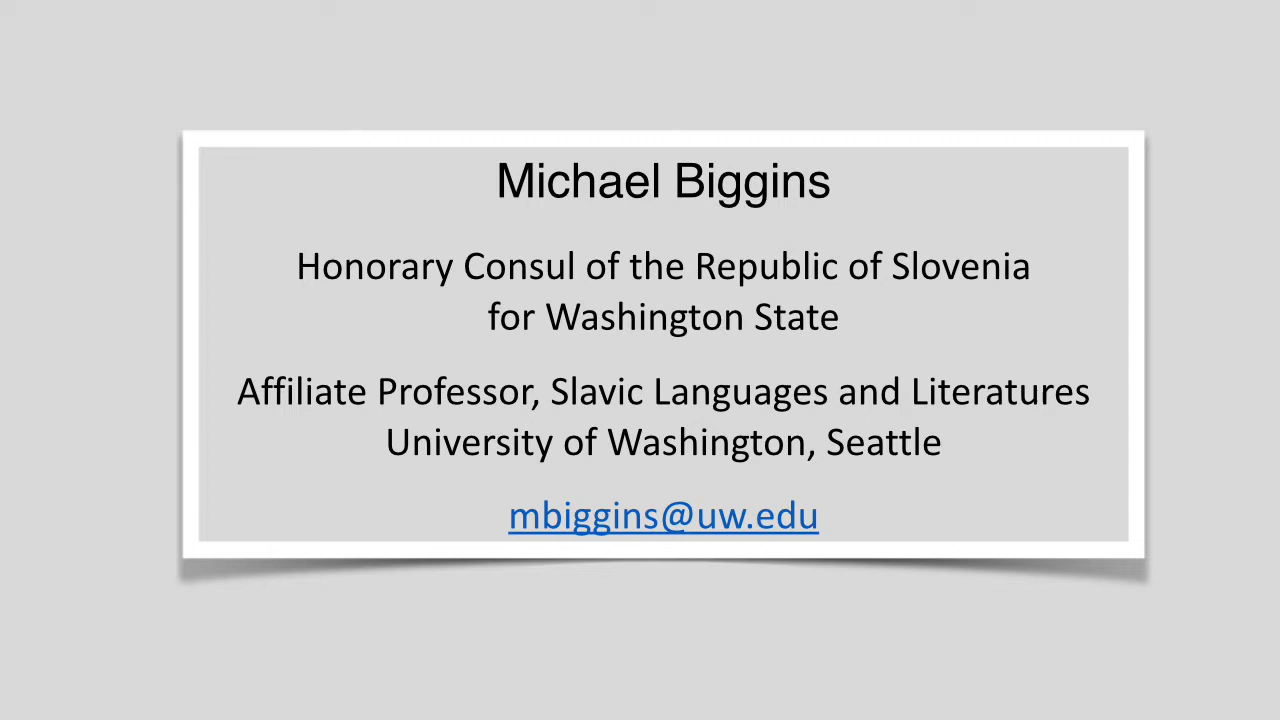 Michael Biggins
Honorary Consul of the Republic of Slovenia
for Washington State
Affiliate Professor, Slavic Languages and Literatures
University of Washington, Seattle
mbiggins@uw.edu